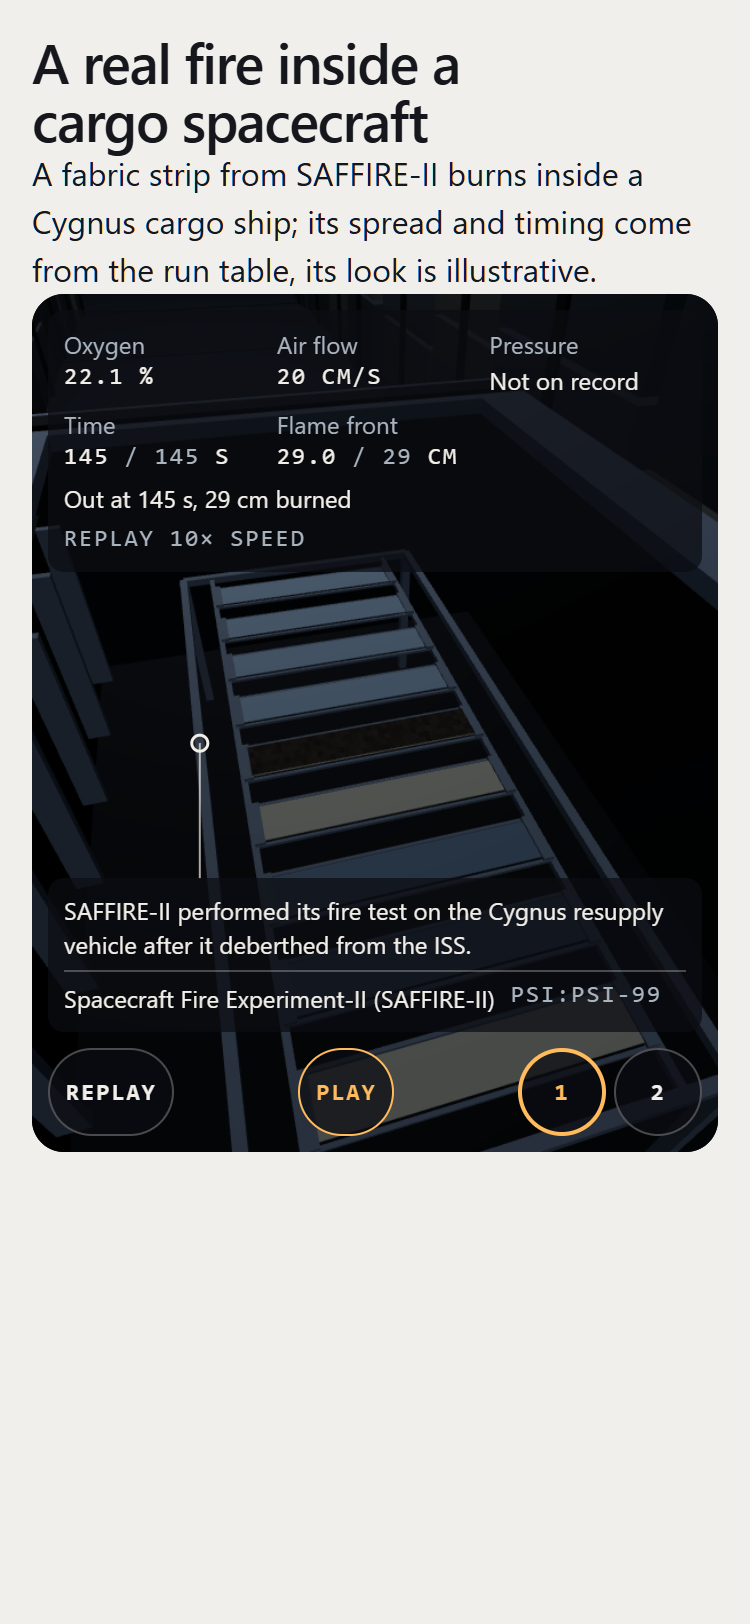 A real fire inside a
cargo spacecraft
A fabric strip from SAFFIRE-II burns inside a
Cygnus cargo ship; its spread and timing come
from the run table, its look is illustrative.
Oxygen
22.1 %
Air flow
20 CM/S
Pressure
Not on record
Time
145 / 145 S
Flame front
29.0 / 29 CM
Out at 145 s, 29 cm burned
REPLAY 10× SPEED
SAFFIRE-II performed its fire test on the Cygnus resupply
vehicle after it deberthed from the ISS.
Spacecraft Fire Experiment-II (SAFFIRE-II) PSI:PSI-99
REPLAY PLAY 1 2